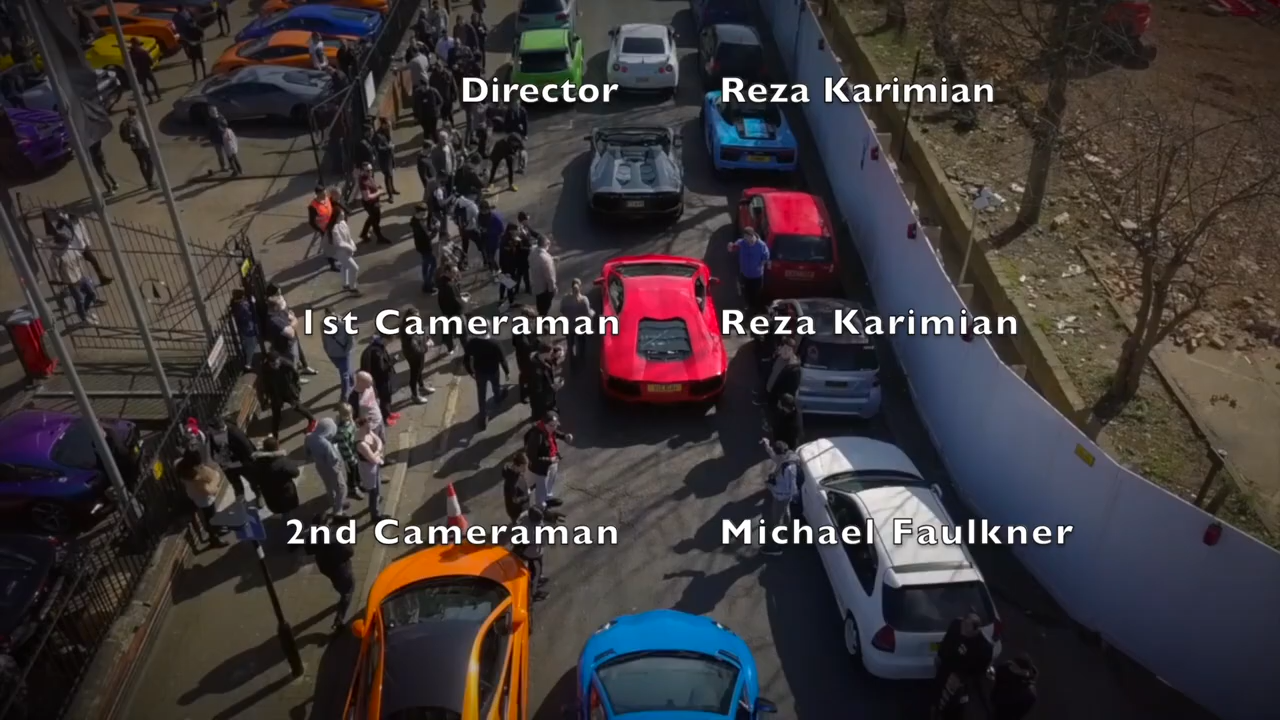 Director Reza Karimian
1st Cameraman Reza Karimian
2nd Cameraman Michael Faulkner